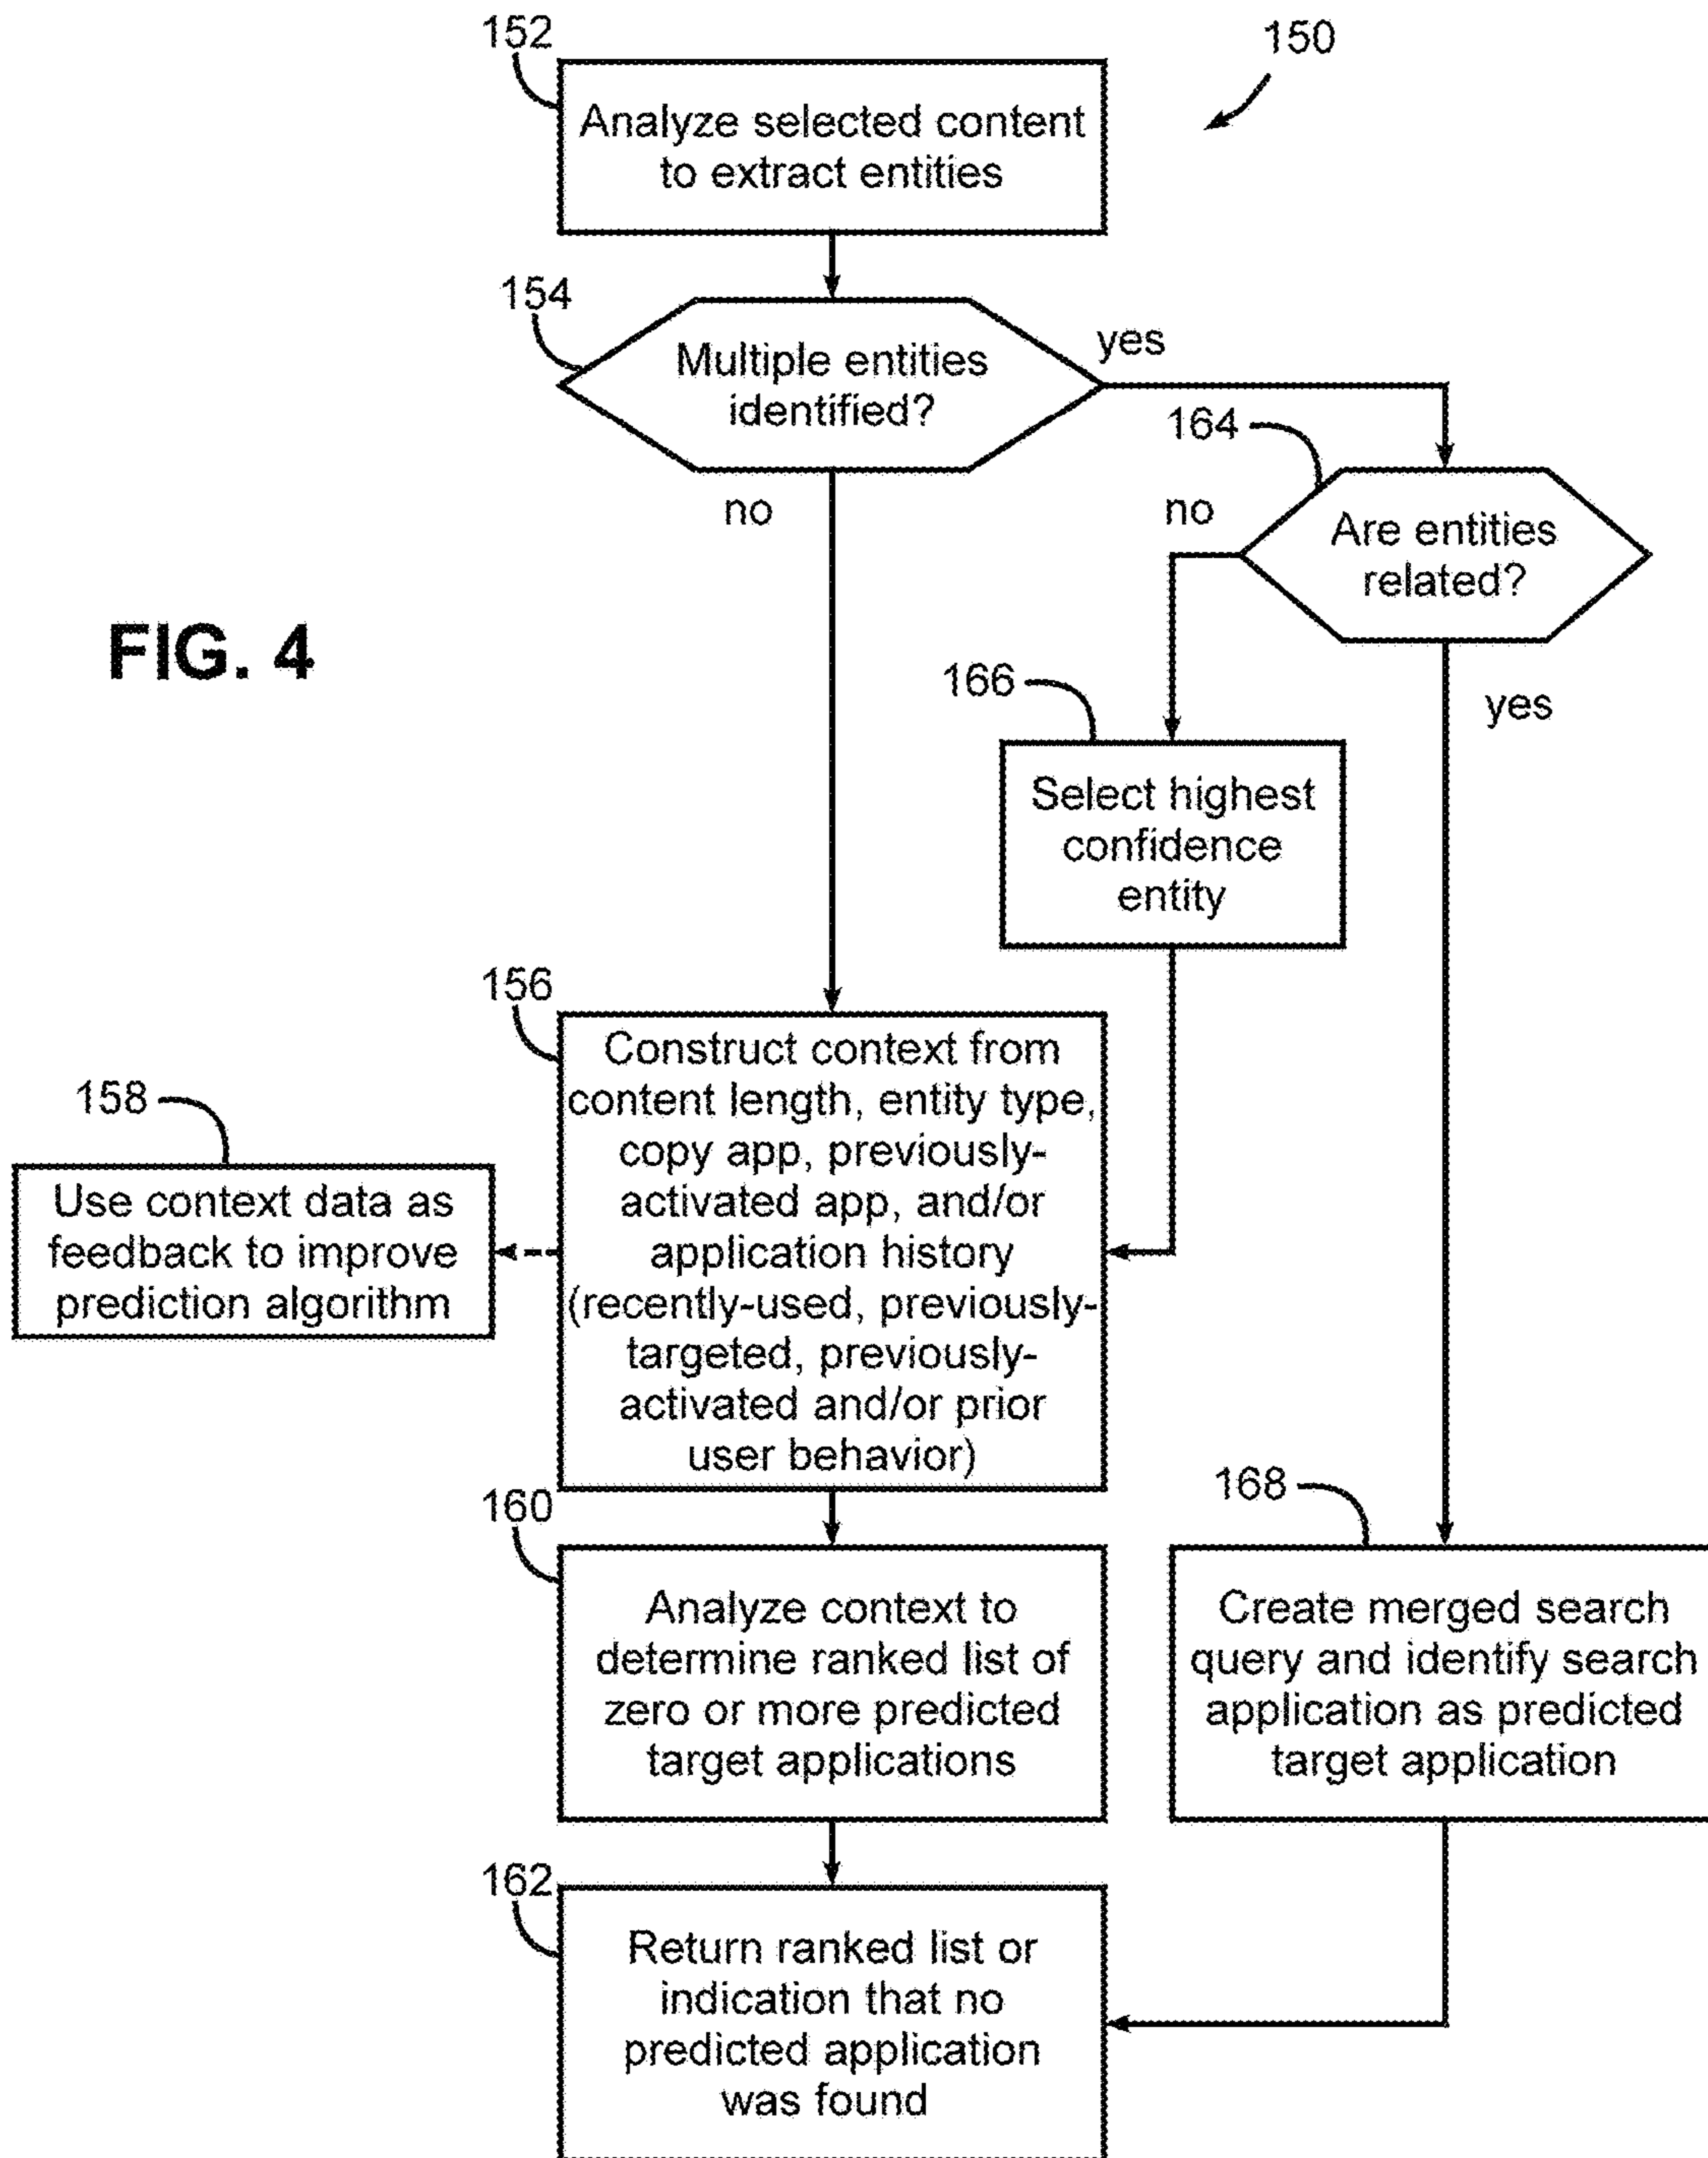 152
150
Analyze selected content
to extract entities
154
Multiple entities
identified?
yes
164
no
no
Are entities
related?
FIG. 4
166
yes
Select highest
confidence
entity
156
Construct context from
content length, entity type,
copy app, previously-
activated app, and/or
application history
(recently-used, previously-
targeted, previously-
activated and/or prior
user behavior)
158
Use context data as
feedback to improve
prediction algorithm
160
Analyze context to
determine ranked list of
zero or more predicted
target applications
168
Create merged search
query and identify search
application as predicted
target application
162
Return ranked list or
indication that no
predicted application
was found